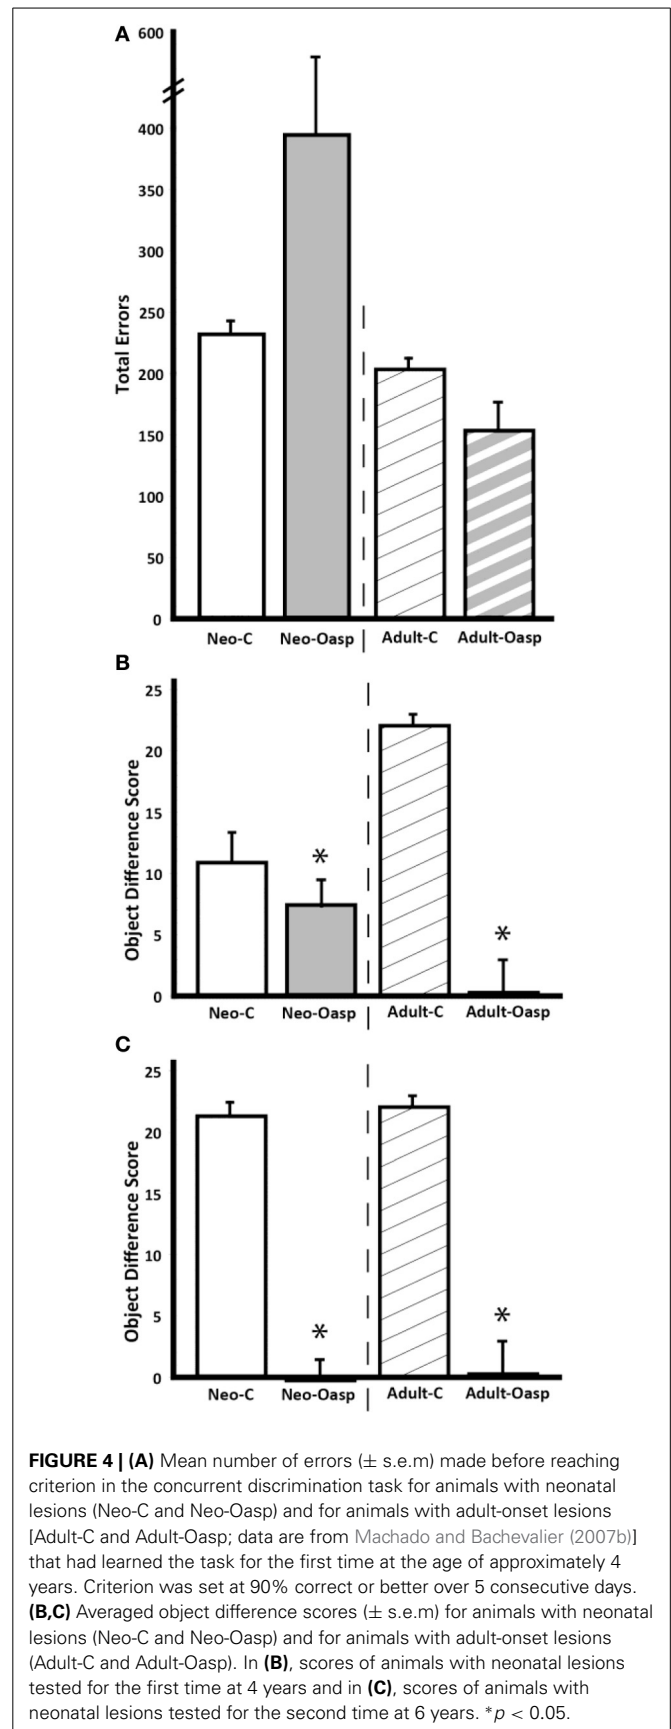 A
600
400
350
300
250
200
150
100
50
0
Total Errors
Neo-C Neo-Oasp Adult-C Adult-Oasp
B
25
20
15
10
5
0
Object Difference Score
*
*
Neo-C Neo-Oasp Adult-C Adult-Oasp
C
25
20
15
10
5
0
Object Difference Score
*
*
Neo-C Neo-Oasp Adult-C Adult-Oasp
FIGURE 4 | (A) Mean number of errors (± s.e.m) made before reaching
criterion in the concurrent discrimination task for animals with neonatal
lesions (Neo-C and Neo-Oasp) and for animals with adult-onset lesions
[Adult-C and Adult-Oasp; data are from Machado and Bachevalier (2007b)]
that had learned the task for the first time at the age of approximately 4
years. Criterion was set at 90% correct or better over 5 consecutive days.
(B,C) Averaged object difference scores (± s.e.m) for animals with neonatal
lesions (Neo-C and Neo-Oasp) and for animals with adult-onset lesions
(Adult-C and Adult-Oasp). In (B), scores of animals with neonatal lesions
tested for the first time at 4 years and in (C), scores of animals with
neonatal lesions tested for the second time at 6 years. *p < 0.05.